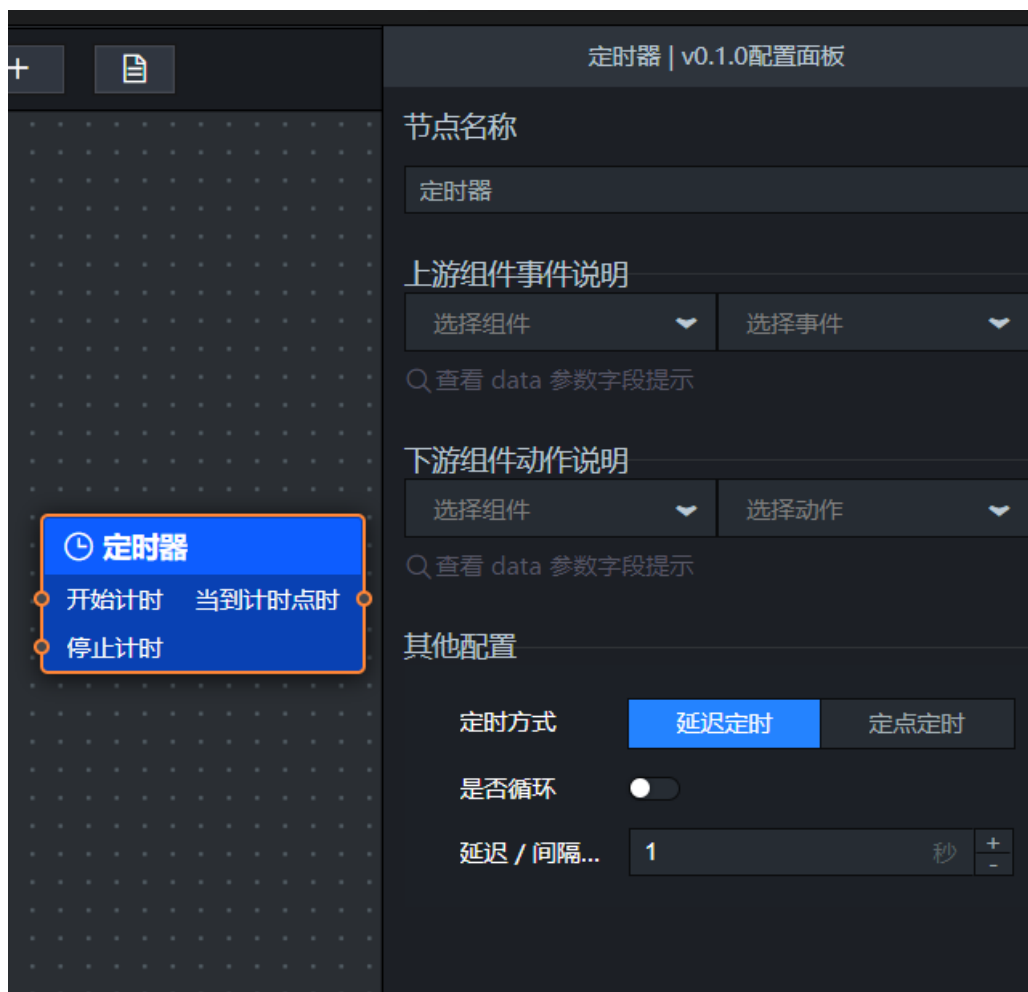 定时器 | v0.1.0配置面板
节点名称
定时器
上游组件事件说明
选择组件 选择事件
查看 data 参数字段提示
下游组件动作说明
选择组件 选择动作
查看 data 参数字段提示
定时器
开始计时 当到计时点时
停止计时
其他配置
定时方式 延迟定时 定点定时
是否循环
延迟 / 间隔... 1 秒 + -